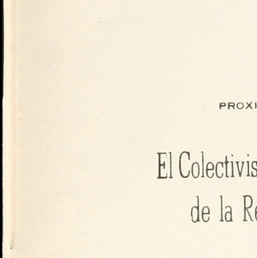 PROXI
El Colectivis
de la Re